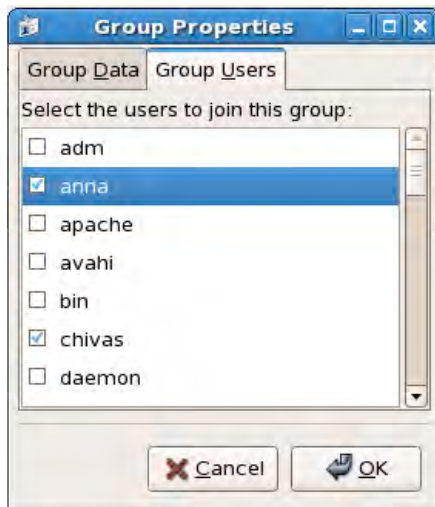 Group Properties
Group Data Group Users
Select the users to join this group:
adm
anna
apache
avahi
bin
chivas
daemon
Cancel OK